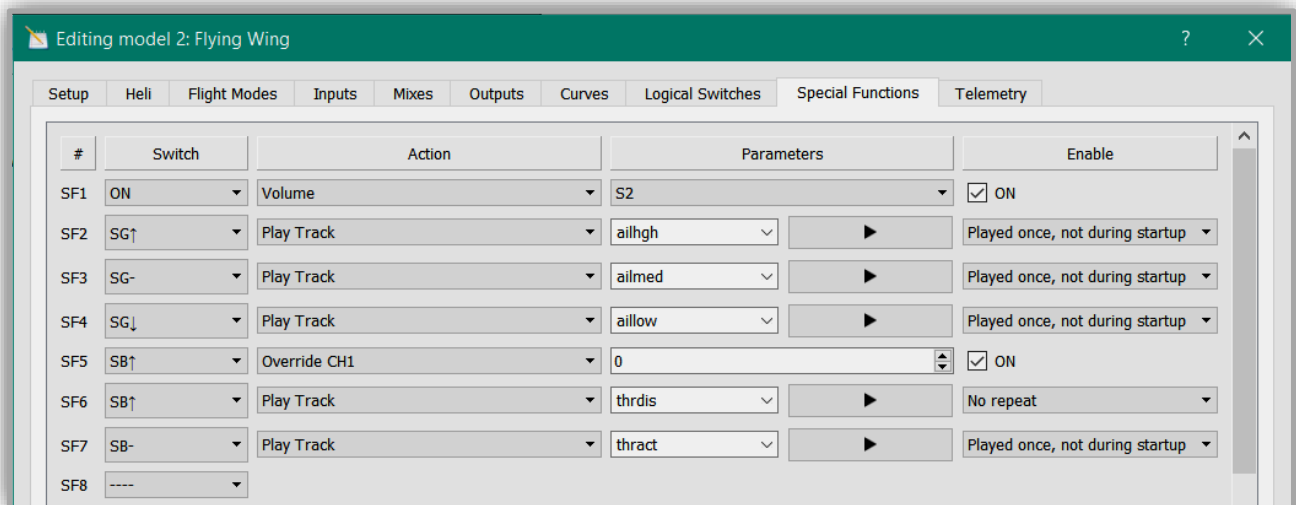 Editing model 2: Flying Wing ?
Setup Heli Flight Modes Inputs Mixes Outputs Curves Logical Switches Special Functions Telemetry
# Switch Action Parameters Enable
SF1 ON Volume S2 ON
SF2 SG↑ Play Track ailhgh Played once, not during startup
SF3 SG- Play Track ailmed Played once, not during startup
SF4 SG↓ Play Track aillow Played once, not during startup
SF5 SB↑ Override CH1 0 ON
SF6 SB↑ Play Track thrdis No repeat
SF7 SB- Play Track thract Played once, not during startup
SF8 ----